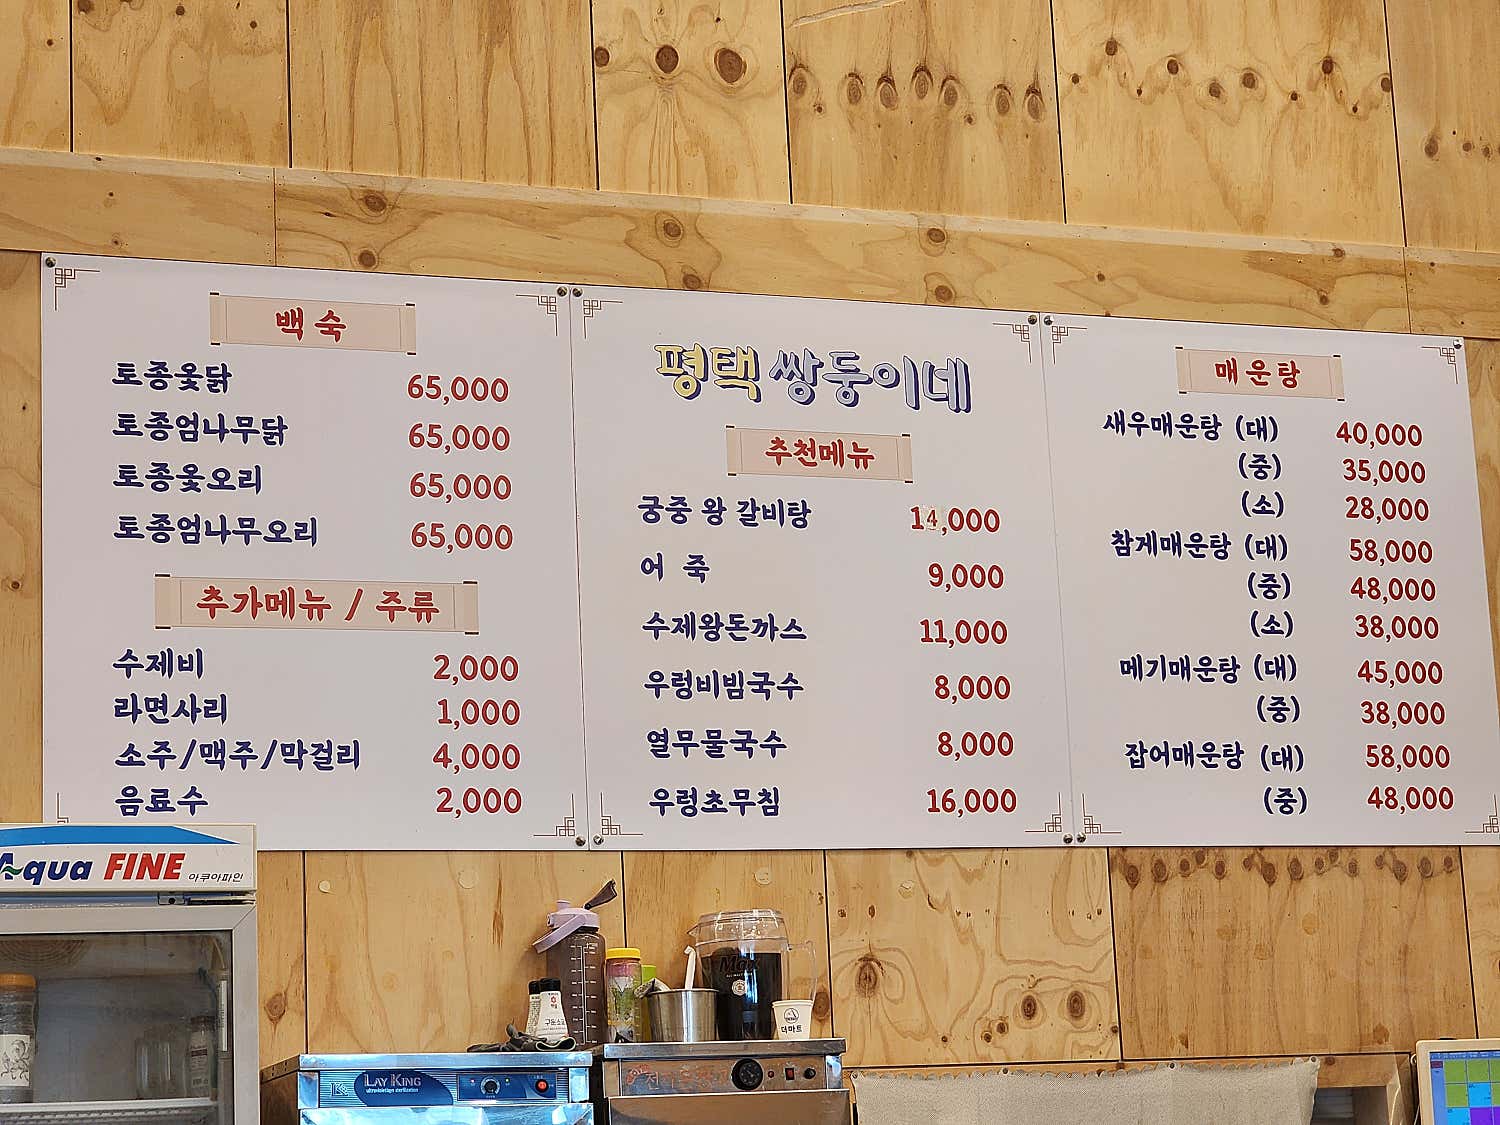 백숙
토종옻닭 65,000
토종엄나무닭 65,000
토종옻오리 65,000
토종엄나무오리 65,000
추가메뉴 / 주류
수제비 2,000
라면사리 1,000
소주/맥주/막걸리 4,000
음료수 2,000
평택 쌍둥이네
추천메뉴
궁중 왕 갈비탕 14,000
어 죽 9,000
수제왕돈까스 11,000
우렁비빔국수 8,000
열무물국수 8,000
우렁초무침 16,000
매운탕
새우매운탕 (대) 40,000
(중) 35,000
(소) 28,000
참게매운탕 (대) 58,000
(중) 48,000
(소) 38,000
메기매운탕 (대) 45,000
(중) 38,000
잡어매운탕 (대) 58,000
(중) 48,000
Aqua FINE 아쿠아파인
Max
더마트
LAY KING